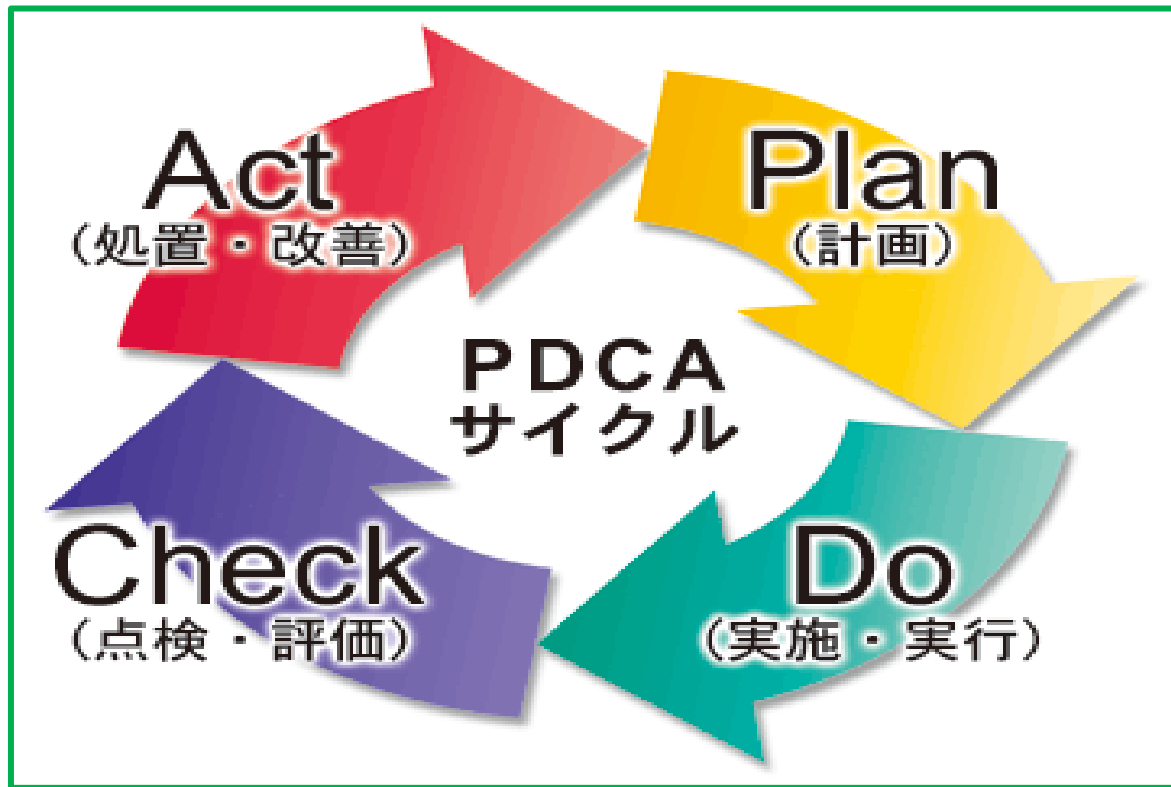 Act
(処置・改善)
Plan
(計画)
PDCA
サイクル
Check
(点検・評価)
Do
(実施・実行)